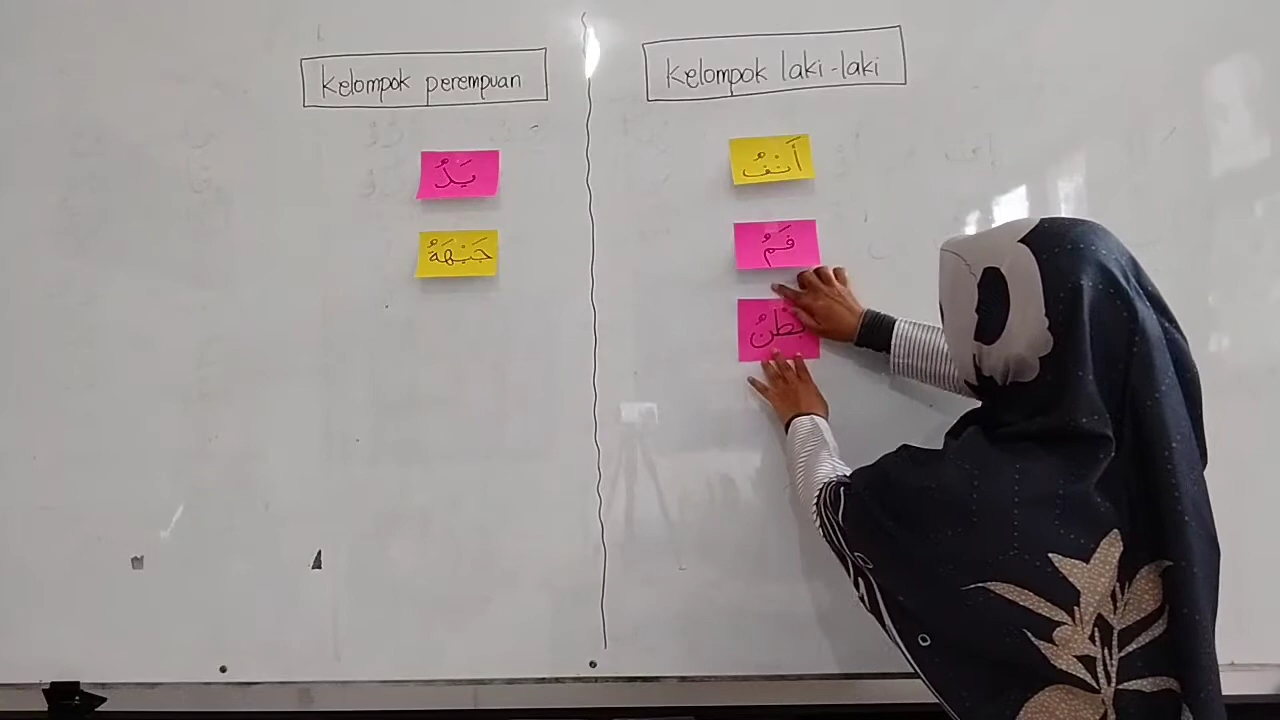 Kelompok perempuan
Kelompok laki-laki
يَدٌ
جَبْهَةٌ
أَنْفٌ
فَمٌ
بَطْنٌ